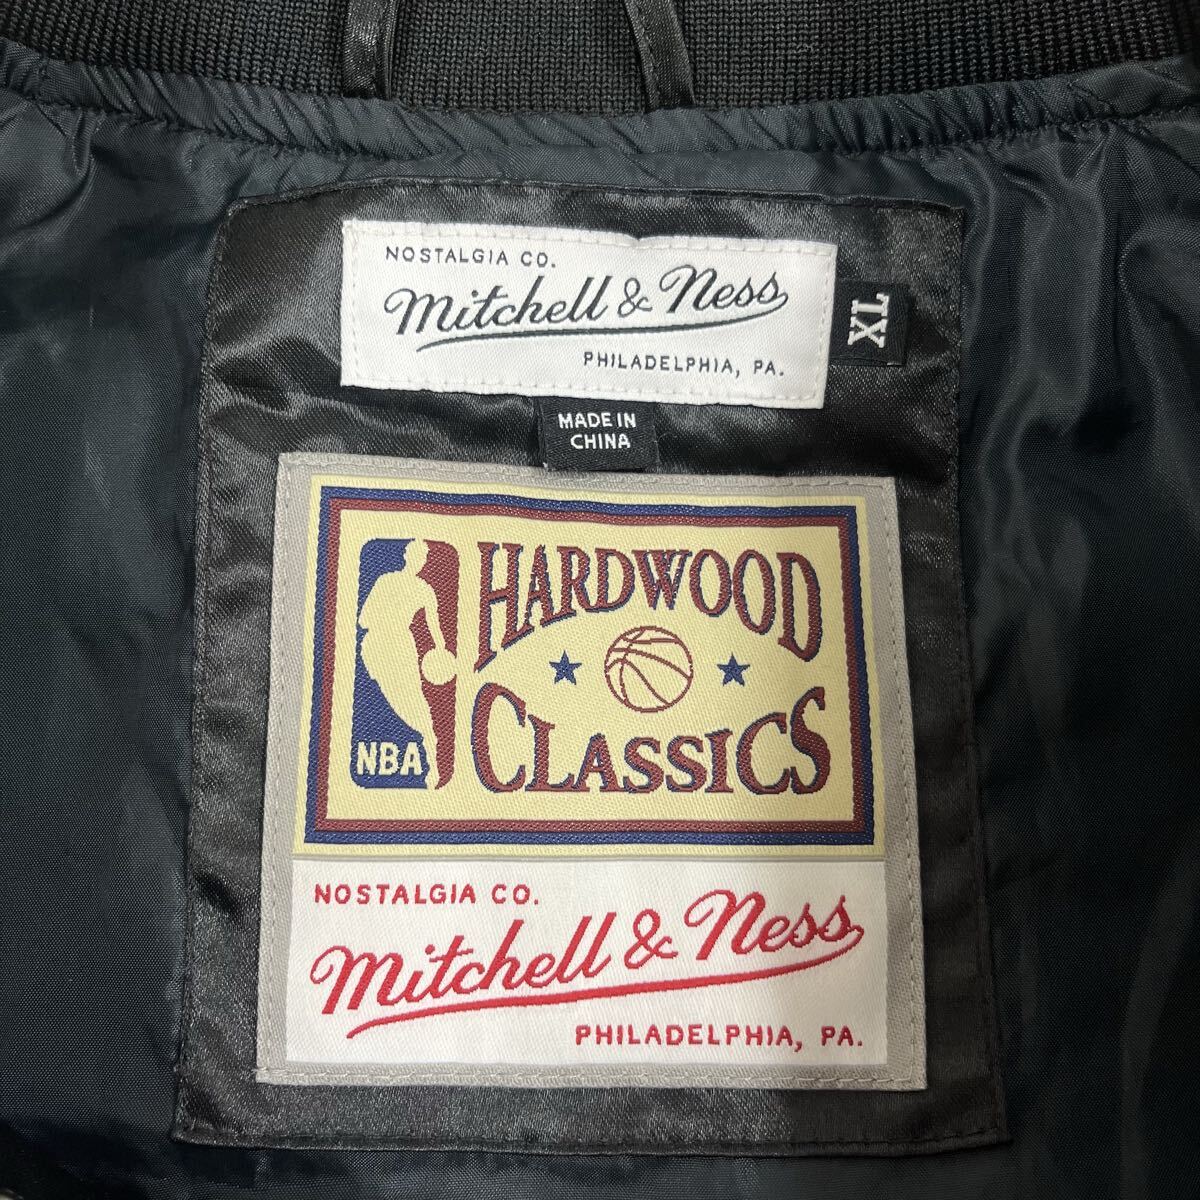 NOSTALGIA CO.
Mitchell & Ness
PHILADELPHIA, PA.
XL
MADE IN
CHINA
HARDWOOD
CLASSICS
NBA
NOSTALGIA CO.
Mitchell & Ness
PHILADELPHIA, PA.